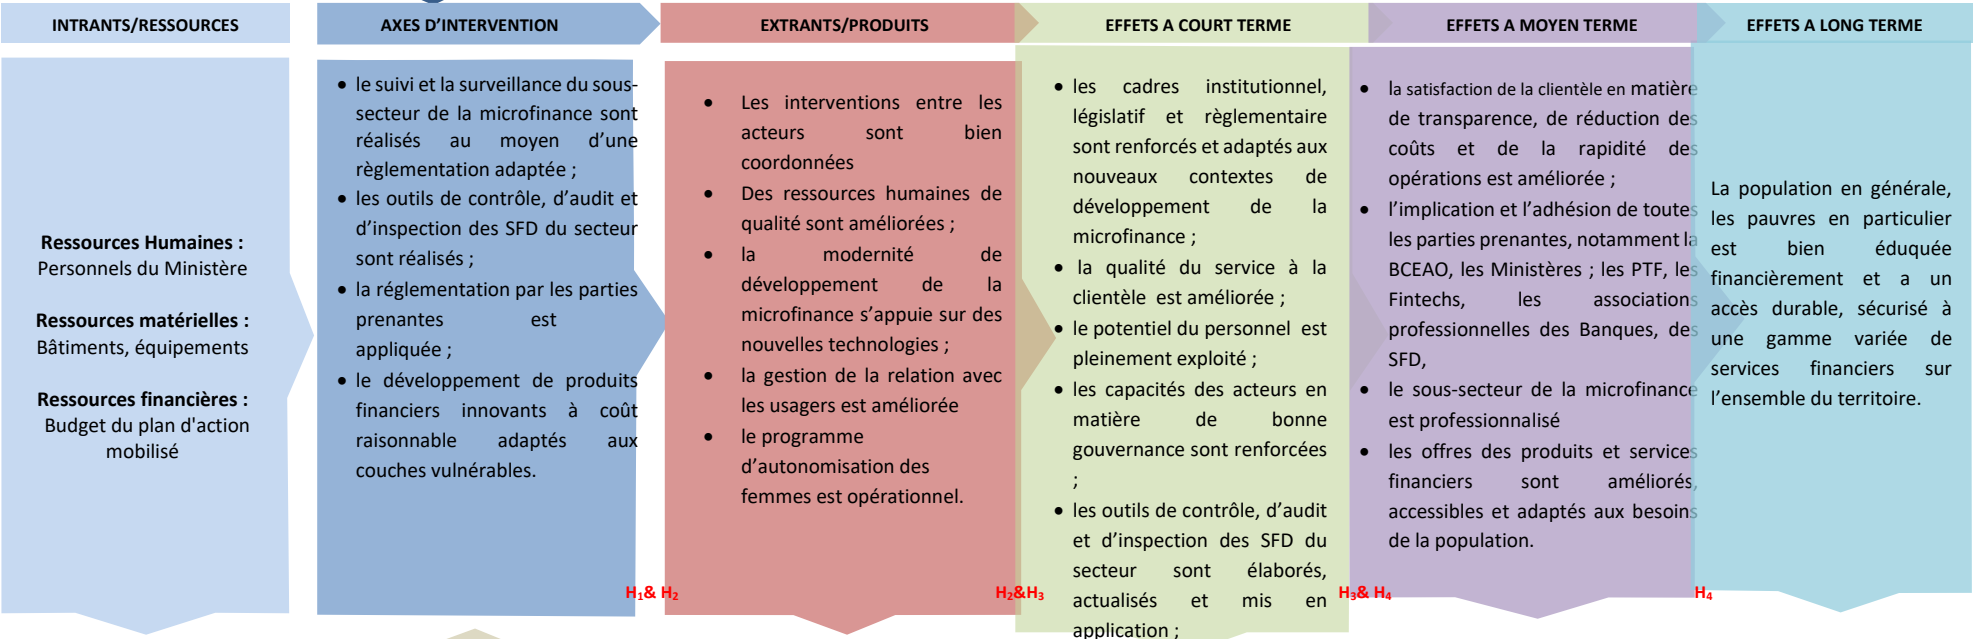 INTRANTS/RESSOURCES
AXES D’INTERVENTION
EXTRANTS/PRODUITS
EFFETS A COURT TERME
EFFETS A MOYEN TERME
EFFETS A LONG TERME
Ressources Humaines :
Personnels du Ministère
Ressources matérielles :
Bâtiments, équipements
Ressources financières :
Budget du plan d'action
mobilisé
• le suivi et la surveillance du sous-
secteur de la microfinance sont
réalisés au moyen d’une
règlementation adaptée ;
• les outils de contrôle, d’audit et
d’inspection des SFD du secteur
sont réalisés ;
• la réglementation par les parties
prenantes est
appliquée ;
• le développement de produits
financiers innovants à coût
raisonnable adaptés aux
couches vulnérables.
H1& H2
• Les interventions entre les
acteurs sont bien
coordonnées
• Des ressources humaines de
qualité sont améliorées ;
• la modernité de
développement de la
microfinance s’appuie sur des
nouvelles technologies ;
• la gestion de la relation avec
les usagers est améliorée
• le programme
d’autonomisation des
femmes est opérationnel.
H2&H3
• les cadres institutionnel,
législatif et règlementaire
sont renforcés et adaptés aux
nouveaux contextes de
développement de la
microfinance ;
• la qualité du service à la
clientèle est améliorée ;
• le potentiel du personnel est
pleinement exploité ;
• les capacités des acteurs en
matière de bonne
gouvernance sont renforcées
;
• les outils de contrôle, d’audit
et d’inspection des SFD du
secteur sont élaborés,
actualisés et mis en
application ;
H3& H4
• la satisfaction de la clientèle en matière
de transparence, de réduction des
coûts et de la rapidité des
opérations est améliorée ;
• l’implication et l’adhésion de toutes
les parties prenantes, notamment la
BCEAO, les Ministères ; les PTF, les
Fintechs, les associations
professionnelles des Banques, des
SFD,
• le sous-secteur de la microfinance
est professionnalisé
• les offres des produits et services
financiers sont améliorés,
accessibles et adaptés aux besoins
de la population.
H4
La population en générale,
les pauvres en particulier
est bien éduquée
financièrement et a un
accès durable, sécurisé à
une gamme variée de
services financiers sur
l’ensemble du territoire.